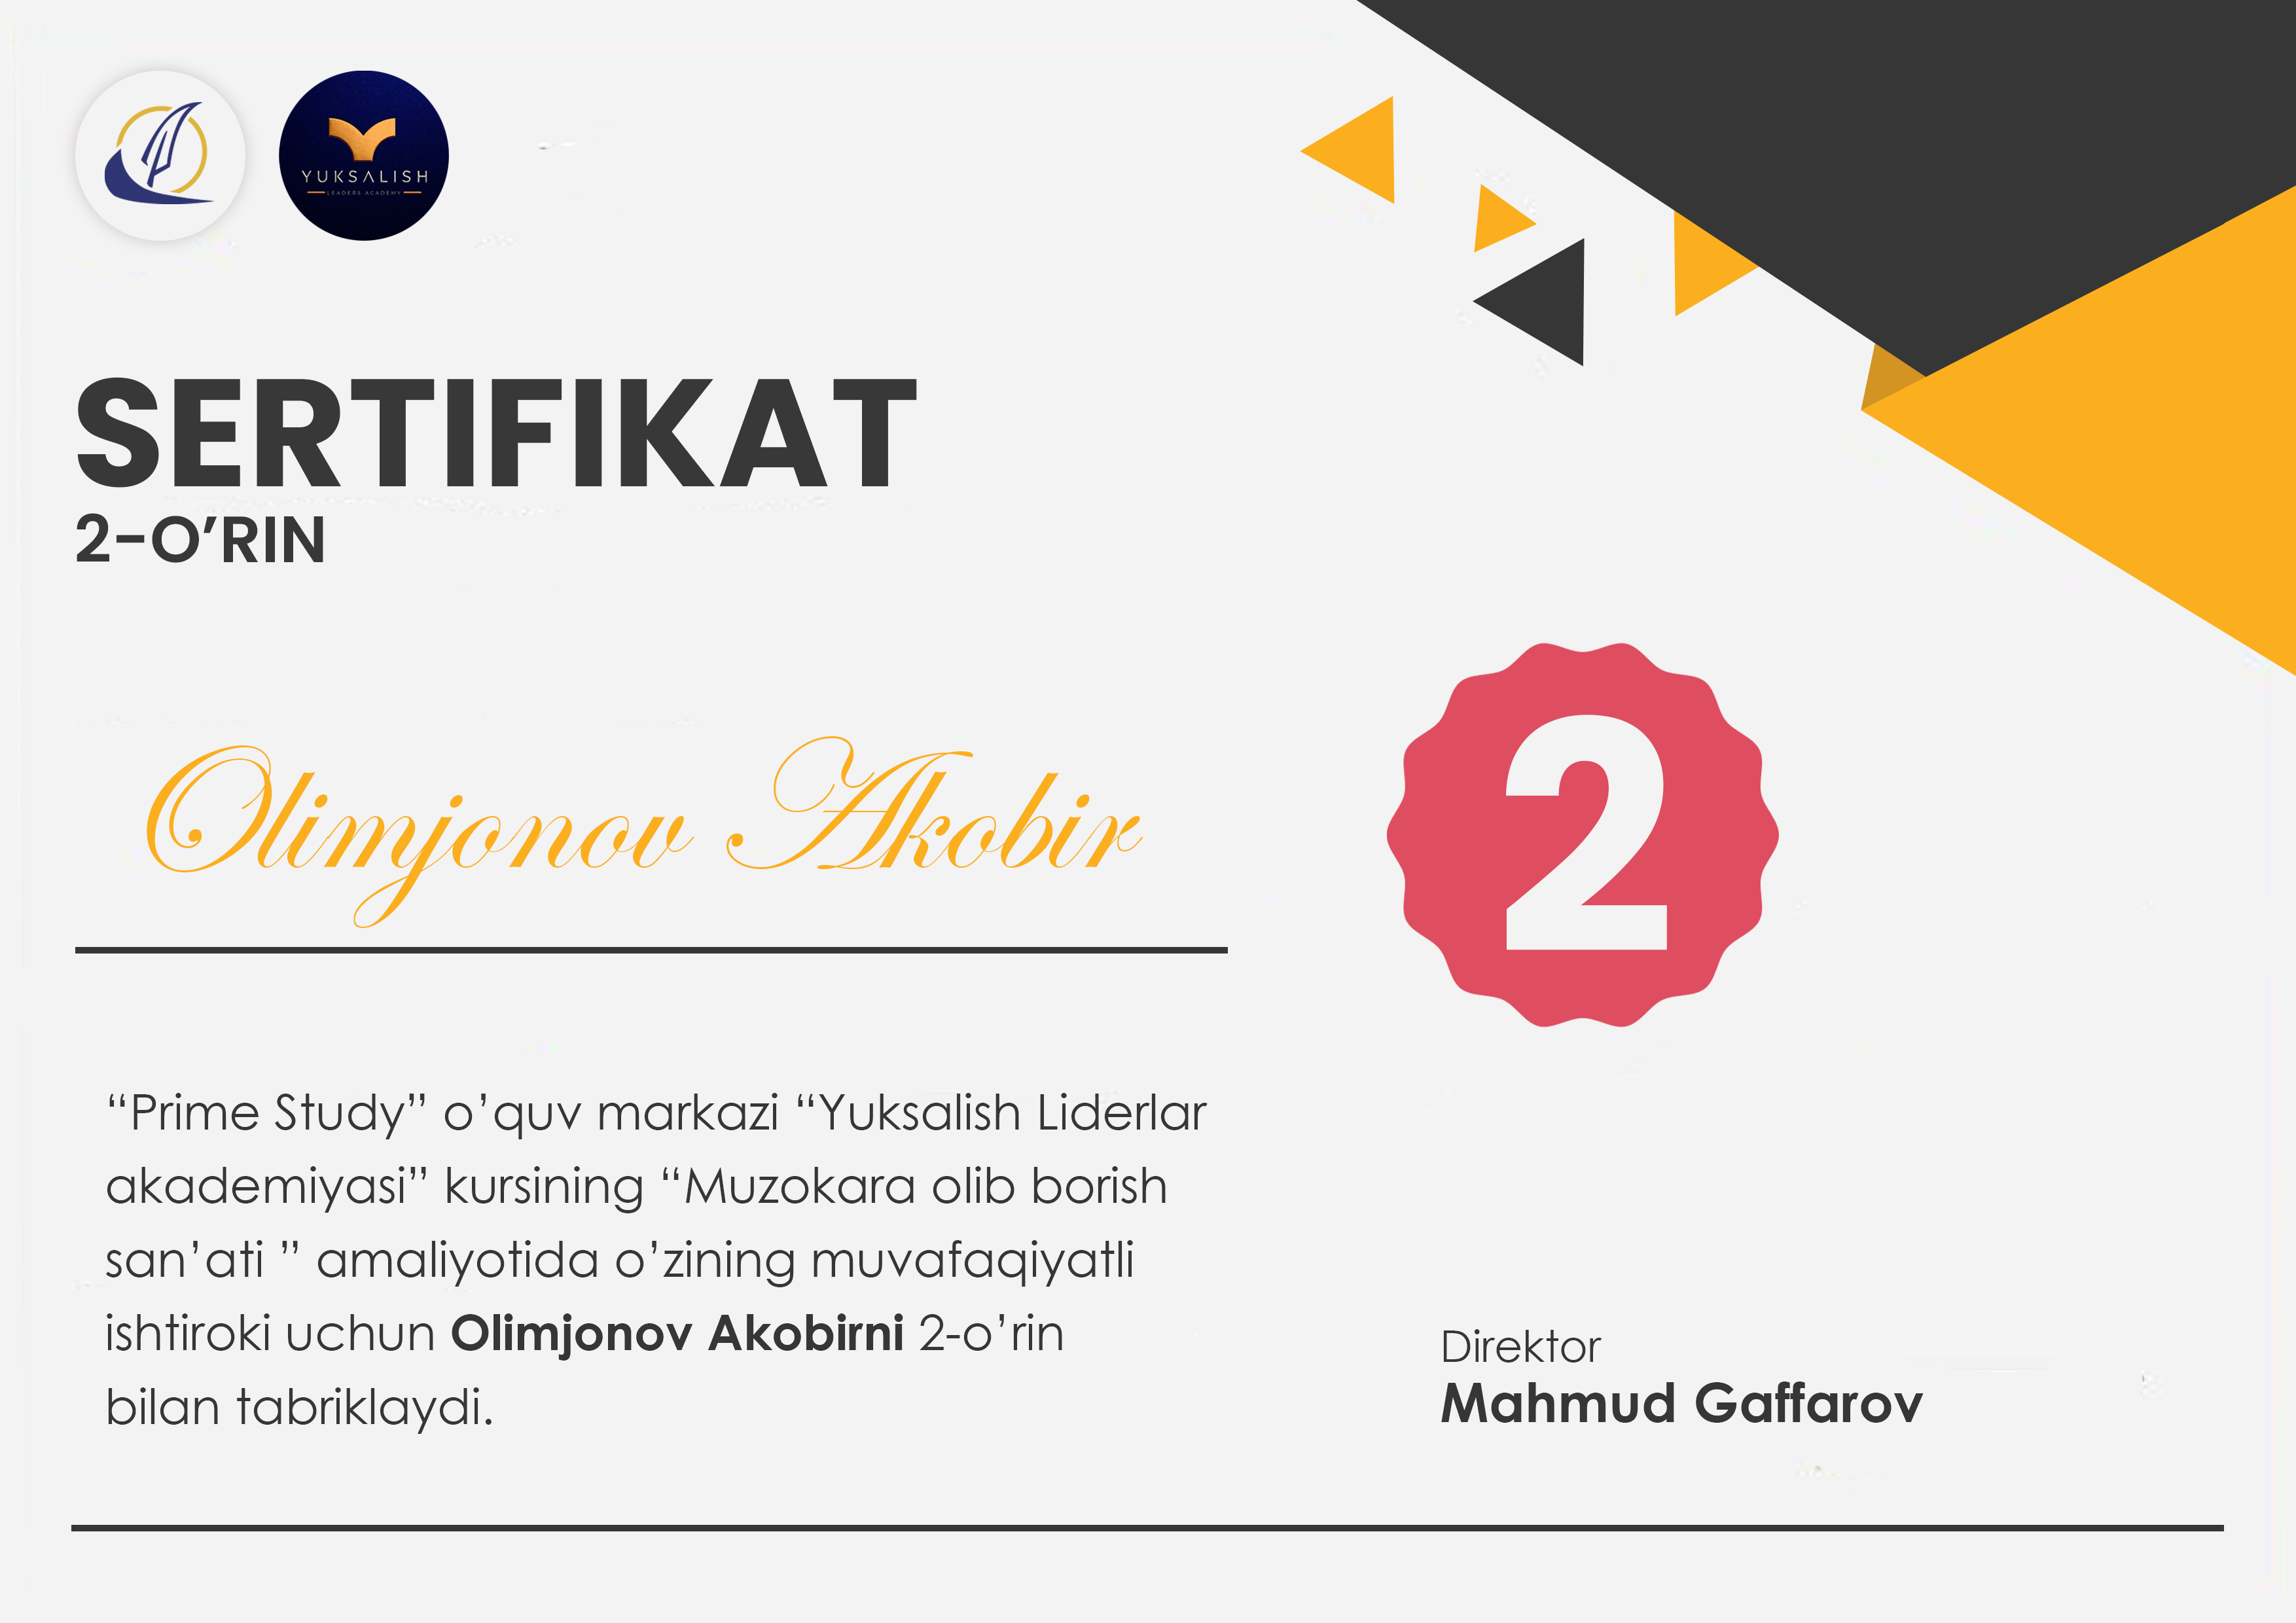 YUKSALISH
LEADERS ACADEMY
SERTIFIKAT
2-O’RIN
Olimjonov Akobir
2
“Prime Study” o’quv markazi “Yuksalish Liderlar
akademiyasi” kursining “Muzokara olib borish
san’ati ” amaliyotida o’zining muvafaqiyatli
ishtiroki uchun Olimjonov Akobirni 2-o’rin
bilan tabriklaydi.
Direktor
Mahmud Gaffarov